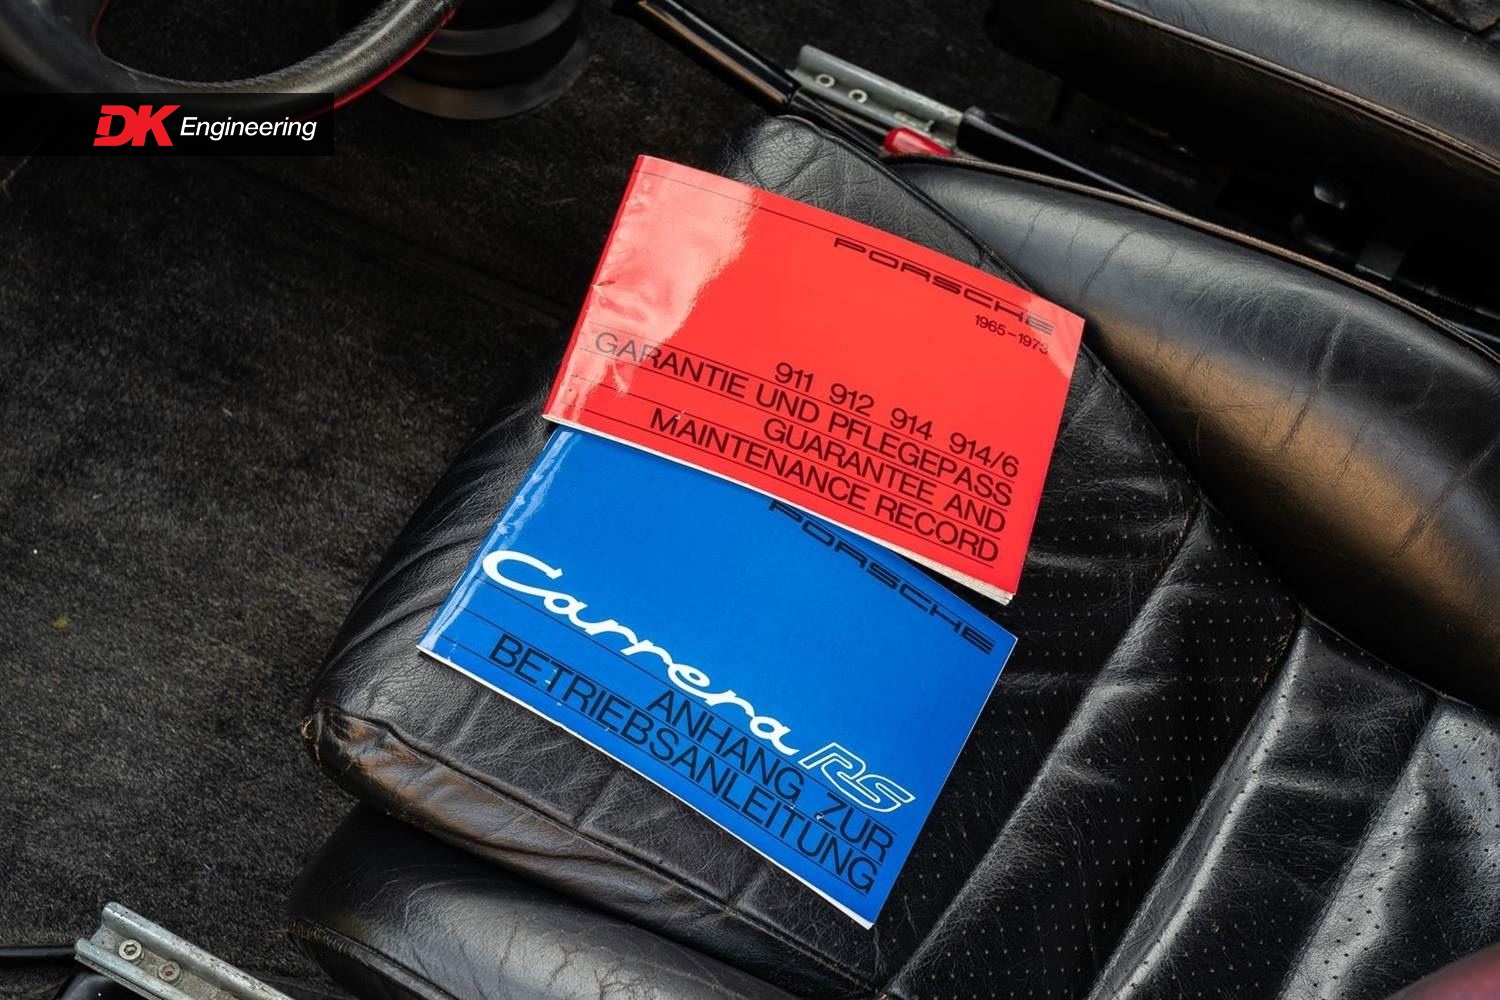 DK Engineering
PORSCHE
1965-1973
911 912 914 914/6
GARANTIE UND PFLEGEPASS
GUARANTEE AND
MAINTENANCE RECORD
PORSCHE
Carrera RS
ANHANG ZUR
BETRIEBSANLEITUNG